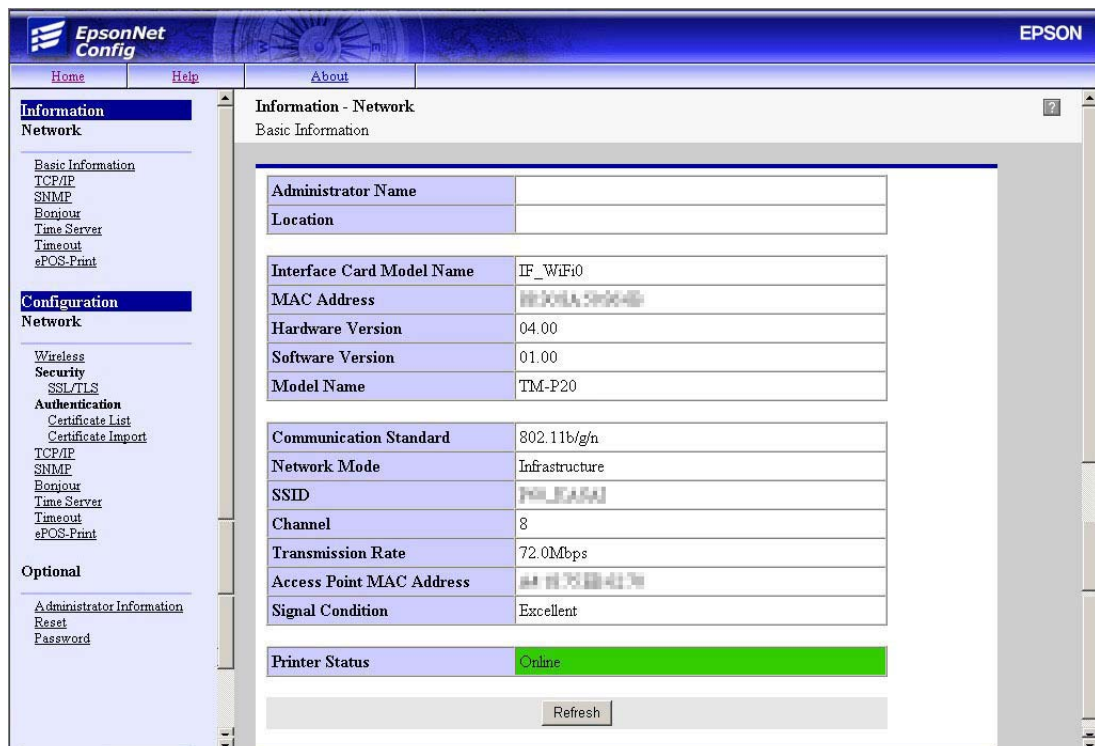 EpsonNet
Config
EPSON
Home Help About
Information
Network
Basic Information
TCP/IP
SNMP
Bonjour
Time Server
Timeout
ePOS-Print
Configuration
Network
Wireless
Security
SSL/TLS
Authentication
Certificate List
Certificate Import
TCP/IP
SNMP
Bonjour
Time Server
Timeout
ePOS-Print
Optional
Administrator Information
Reset
Password
Information - Network
?
Basic Information
Administrator Name
Location
Interface Card Model Name IF_WiFi0
MAC Address
Hardware Version 04.00
Software Version 01.00
Model Name TM-P20
Communication Standard 802.11b/g/n
Network Mode Infrastructure
SSID
Channel 8
Transmission Rate 72.0Mbps
Access Point MAC Address
Signal Condition Excellent
Printer Status Online
Refresh